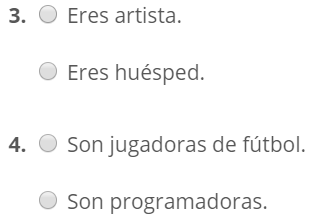 3. Eres artista.
Eres huésped.
4. Son jugadoras de fútbol.
Son programadoras.